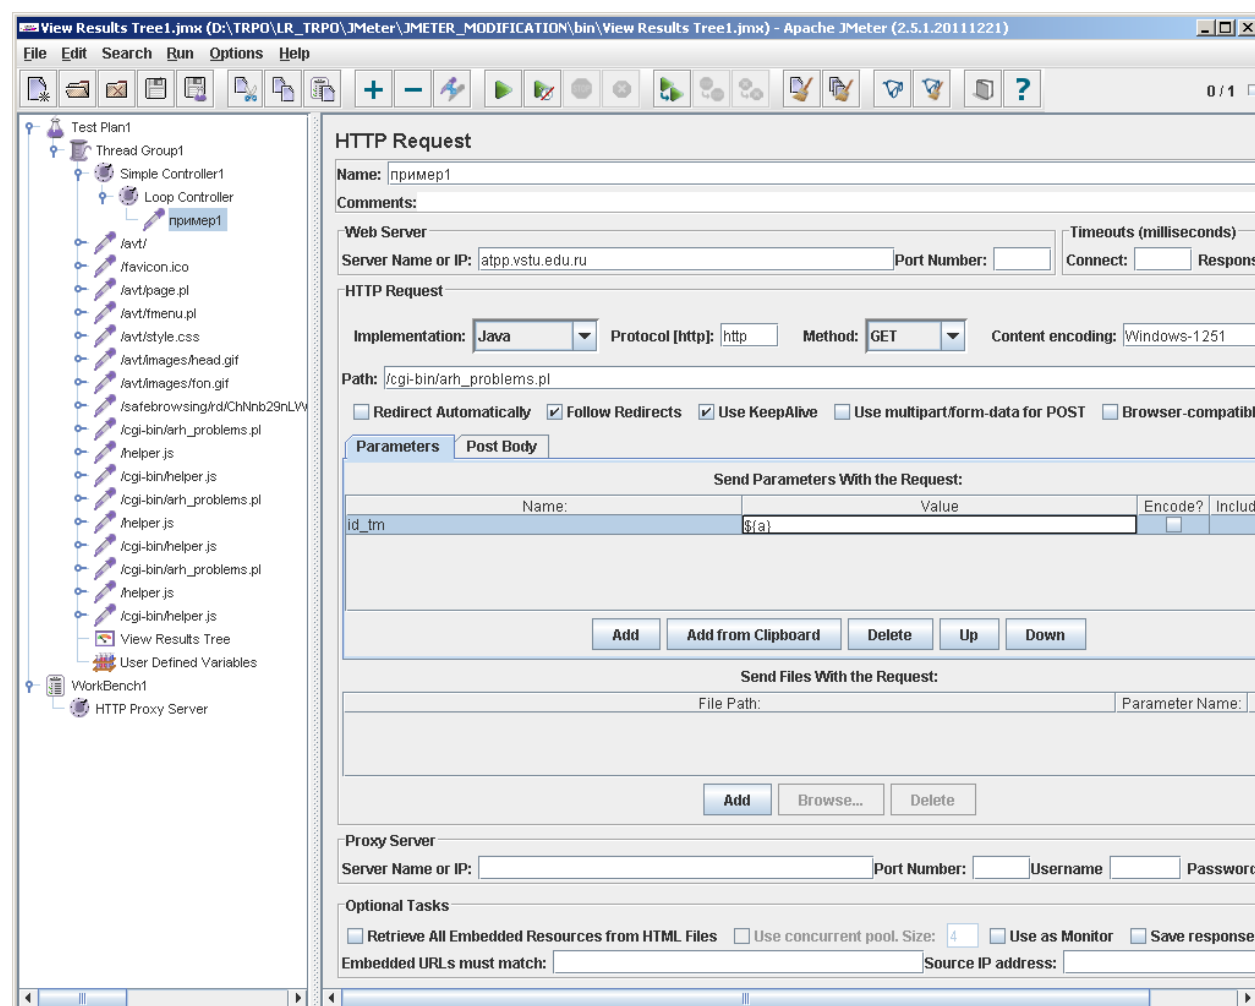 View Results Tree1.jmx (D:\TRPO\LR_TRPO\JMeter\JMETER_MODIFICATION\bin\View Results Tree1.jmx) - Apache JMeter (2.5.1.20111221)
File Edit Search Run Options Help
0 / 1
Test Plan1
Thread Group1
Simple Controller1
Loop Controller
пример1
/avt/
/favicon.ico
/avt/page.pl
/avt/fmenu.pl
/avt/style.css
/avt/images/head.gif
/avt/images/fon.gif
/safebrowsing/rd/ChNnb29nLW
/cgi-bin/arh_problems.pl
/helper.js
/cgi-bin/helper.js
/cgi-bin/arh_problems.pl
/helper.js
/cgi-bin/helper.js
/cgi-bin/arh_problems.pl
/helper.js
/cgi-bin/helper.js
View Results Tree
User Defined Variables
WorkBench1
HTTP Proxy Server
HTTP Request
Name: пример1
Comments:
Web Server Timeouts (milliseconds)
Server Name or IP: atpp.vstu.edu.ru Port Number: Connect: Respons
HTTP Request
Implementation: Java Protocol [http]: http Method: GET Content encoding: Windows-1251
Path: /cgi-bin/arh_problems.pl
Redirect Automatically Follow Redirects Use KeepAlive Use multipart/form-data for POST Browser-compatibl
Parameters Post Body
Send Parameters With the Request:
Name: Value Encode? Includ
id_tm ${a}
Add Add from Clipboard Delete Up Down
Send Files With the Request:
File Path: Parameter Name:
Add Browse... Delete
Proxy Server
Server Name or IP: Port Number: Username Password
Optional Tasks
Retrieve All Embedded Resources from HTML Files Use concurrent pool. Size: 4 Use as Monitor Save response
Embedded URLs must match: Source IP address: